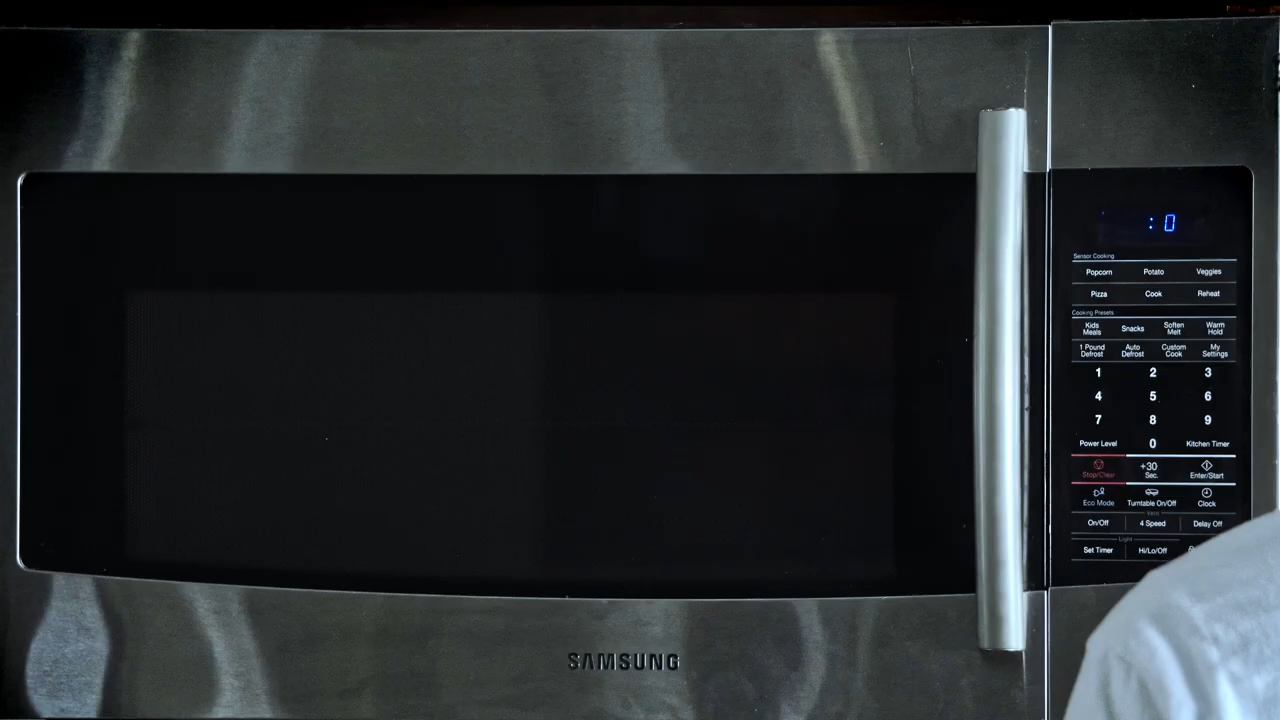 :0
Sensor Cooking
Popcorn Potato Veggies
Pizza Cook Reheat
Cooking Presets
Kids Meals Snacks Soften Melt Warm Hold
1 Pound Defrost Auto Defrost Custom Cook My Settings
1 2 3
4 5 6
7 8 9
Power Level 0 Kitchen Timer
Stop/Clear +30 Sec. Enter/Start
Eco Mode Turntable On/Off Clock
Vent
On/Off 4 Speed Delay Off
Light
Set Timer Hi/Lo/Off
SAMSUNG